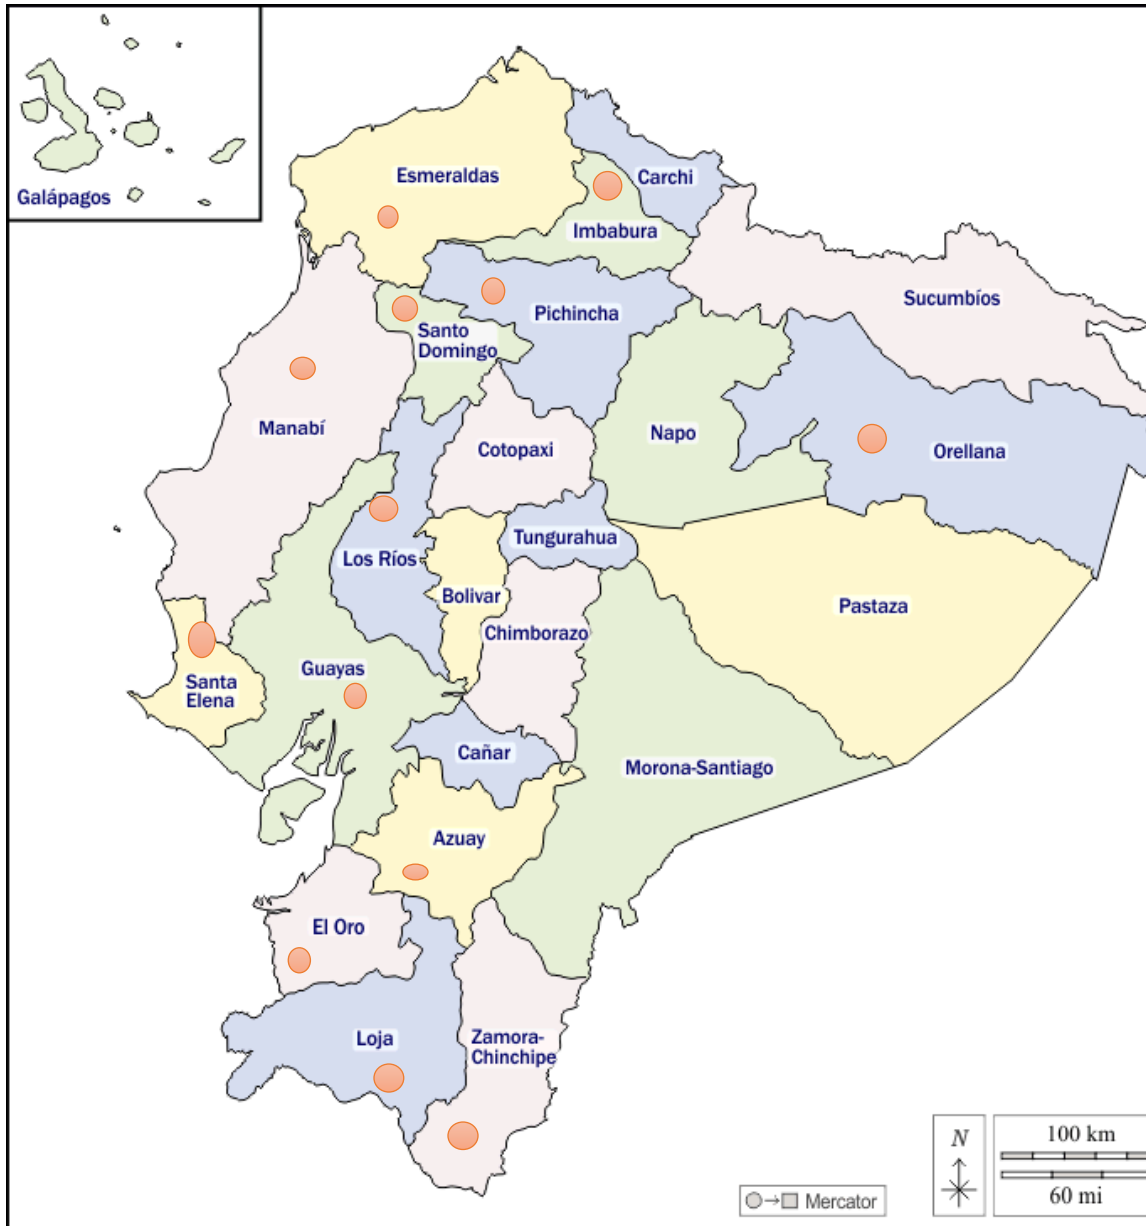 Galápagos
Esmeraldas
Carchi
Imbabura
Sucumbíos
Pichincha
Santo
Domingo
Manabí
Cotopaxi
Napo
Orellana
Los Ríos
Tungurahua
Bolivar
Pastaza
Chimborazo
Guayas
Santa
Elena
Cañar
Morona-Santiago
Azuay
El Oro
Loja
Zamora-
Chinchipe
N
100 km
60 mi
Mercator